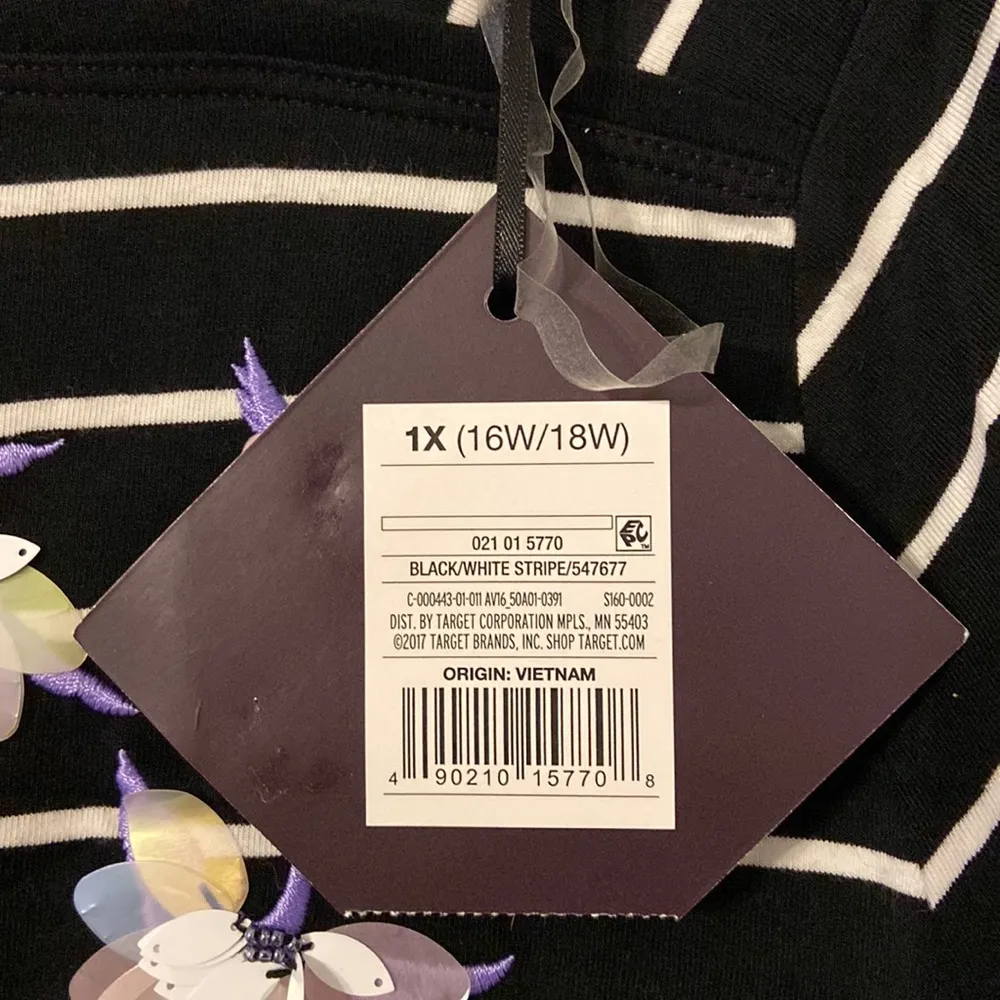 1X (16W/18W)
EPC™
021 01 5770
BLACK/WHITE STRIPE/547677
C-000443-01-011 AV16_50A01-0391 S160-0002
DIST. BY TARGET CORPORATION MPLS., MN 55403
©2017 TARGET BRANDS, INC. SHOP TARGET.COM
ORIGIN: VIETNAM
4 90210 15770 8